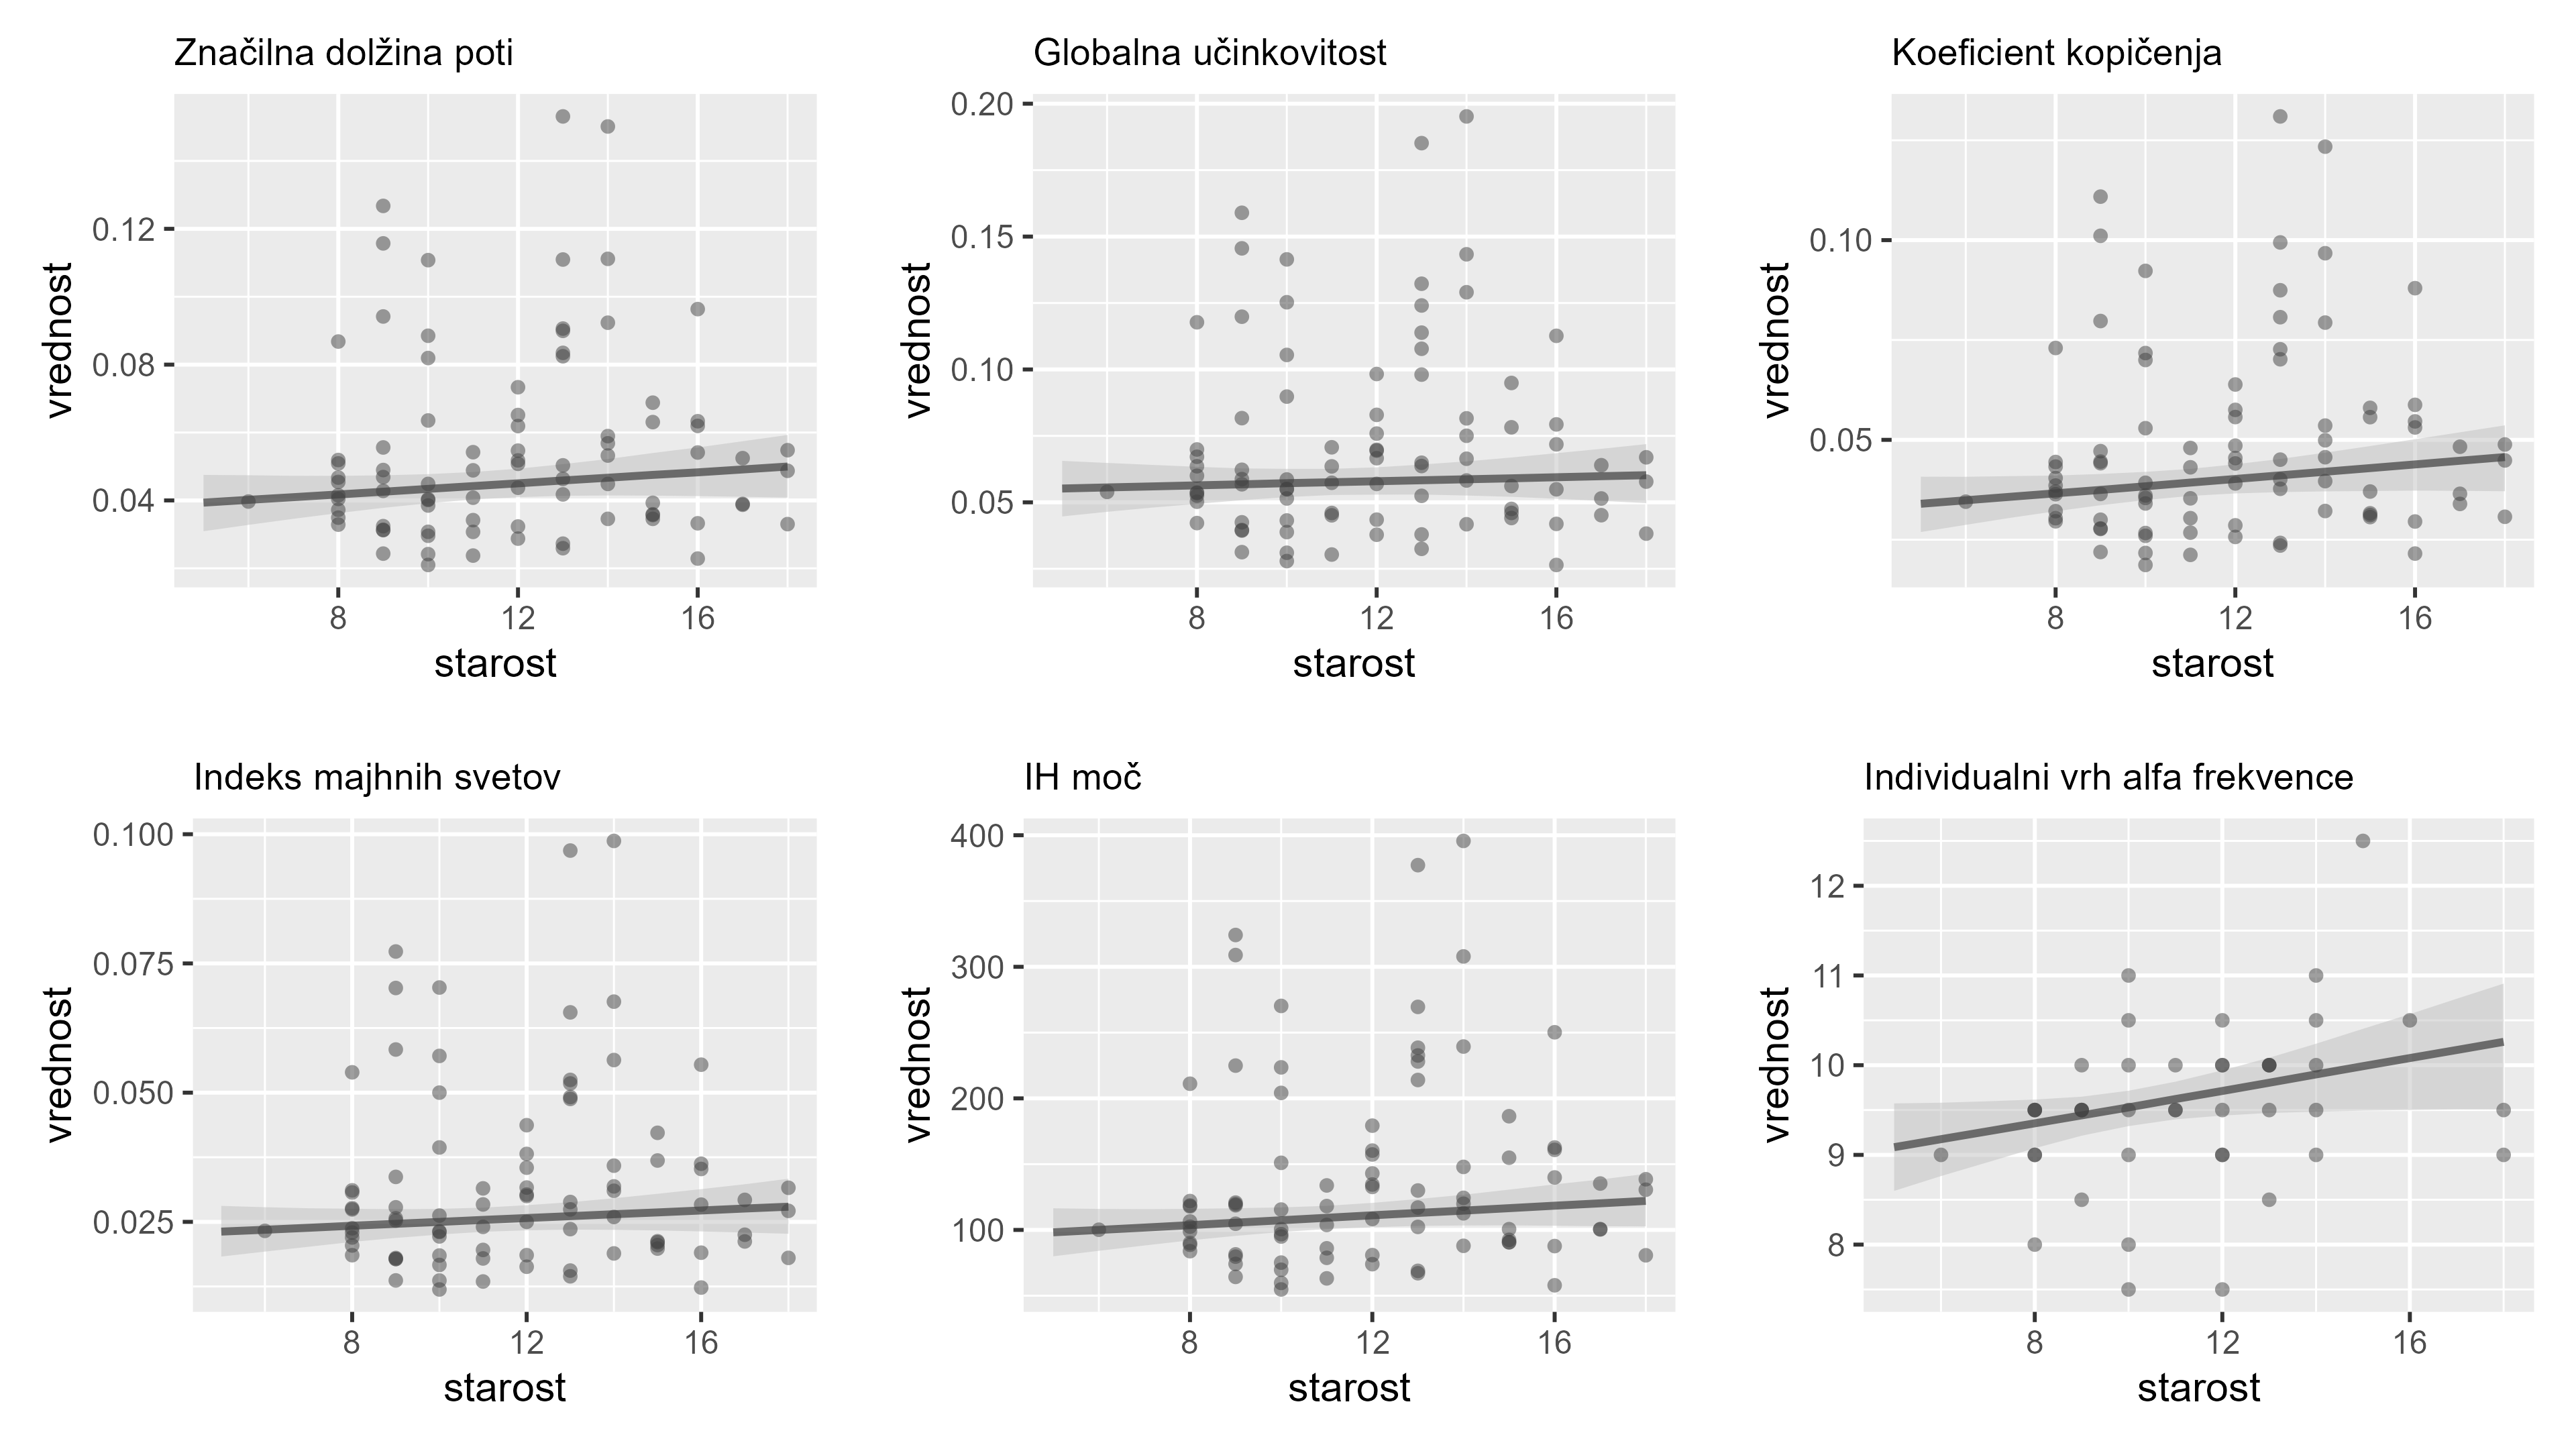 Značilna dolžina poti
Globalna učinkovitost
Koeficient kopičenja
vrednost
0.12
0.08
0.04
8 12 16
starost
vrednost
0.20
0.15
0.10
0.05
8 12 16
starost
vrednost
0.10
0.05
8 12 16
starost
Indeks majhnih svetov
IH moč
Individualni vrh alfa frekvence
vrednost
0.100
0.075
0.050
0.025
8 12 16
starost
vrednost
400
300
200
100
8 12 16
starost
vrednost
12
11
10
9
8
8 12 16
starost